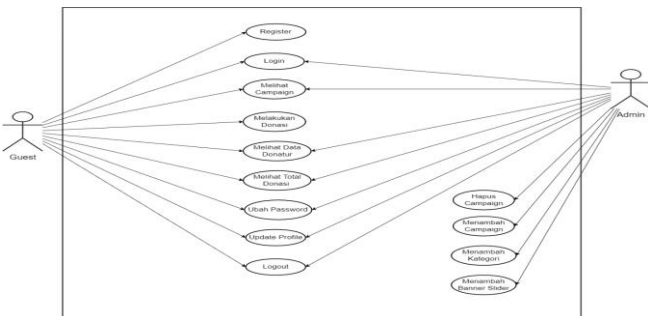 Register
Login
Melihat
Campaign
Melakukan
Donasi
Melihat Data
Donatur
Melihat Total
Donasi
Ubah Password
Update Profile
Logout
Guest
Admin
Hapus
Campaign
Menambah
Campaign
Menambah
Kategori
Menambah
Banner Slider